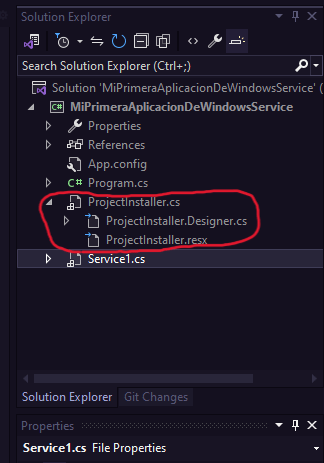 Solution Explorer
Search Solution Explorer (Ctrl+;)
Solution 'MiPrimeraAplicacionDeWindowsService' (
MiPrimeraAplicacionDeWindowsService
Properties
References
App.config
C# Program.cs
ProjectInstaller.cs
ProjectInstaller.Designer.cs
ProjectInstaller.resx
Service1.cs
Solution Explorer Git Changes
Properties
Service1.cs File Properties